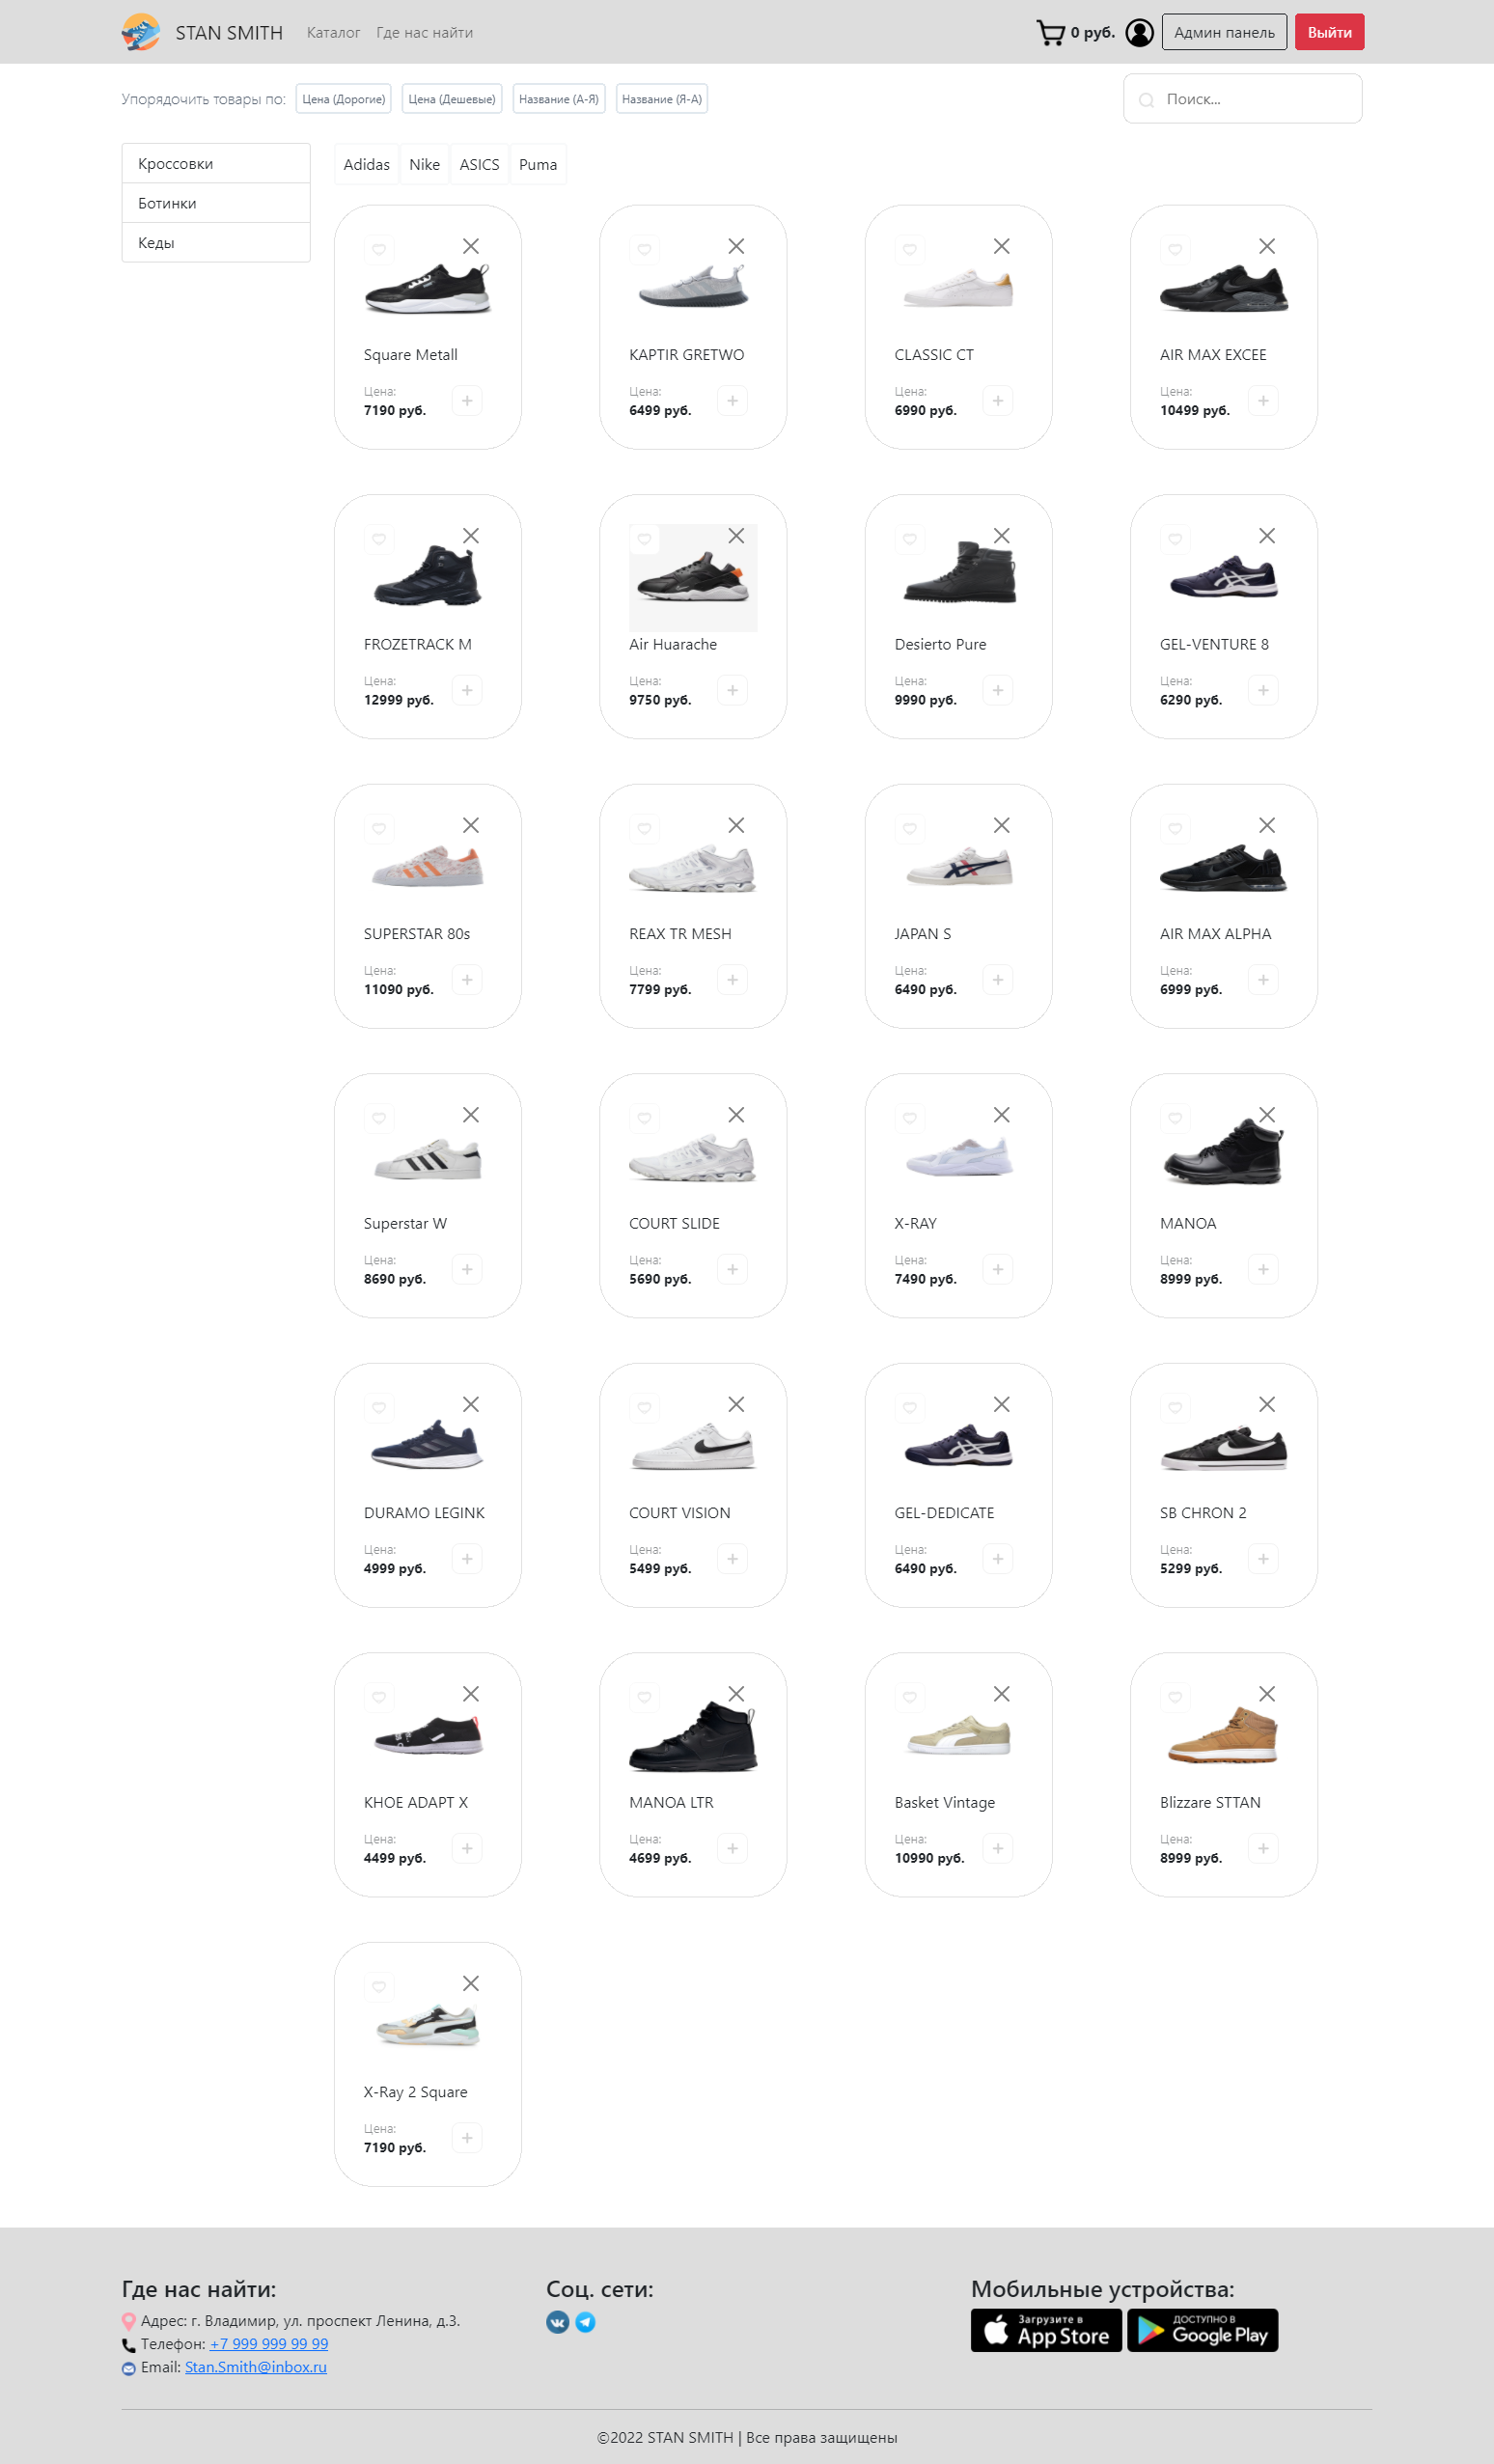 STAN SMITH Каталог Где нас найти 0 руб. Админ панель Выйти
Упорядочить товары по: Цена (Дорогие) Цена (Дешевые) Название (А-Я) Название (Я-А) Поиск...
Кроссовки
Ботинки
Кеды
Adidas Nike ASICS Puma
Square Metall KAPTIR GRETWO CLASSIC CT AIR MAX EXCEE
Цена: Цена: Цена: Цена:
7190 руб. 6499 руб. 6990 руб. 10499 руб.
FROZETRACK M Air Huarache Desierto Pure GEL-VENTURE 8
Цена: Цена: Цена: Цена:
12999 руб. 9750 руб. 9990 руб. 6290 руб.
SUPERSTAR 80s REAX TR MESH JAPAN S AIR MAX ALPHA
Цена: Цена: Цена: Цена:
11090 руб. 7799 руб. 6490 руб. 6999 руб.
Superstar W COURT SLIDE X-RAY MANOA
Цена: Цена: Цена: Цена:
8690 руб. 5690 руб. 7490 руб. 8999 руб.
DURAMO LEGINK COURT VISION GEL-DEDICATE SB CHRON 2
Цена: Цена: Цена: Цена:
4999 руб. 5499 руб. 6490 руб. 5299 руб.
KHOE ADAPT X MANOA LTR Basket Vintage Blizzare STTAN
Цена: Цена: Цена: Цена:
4499 руб. 4699 руб. 10990 руб. 8999 руб.
X-Ray 2 Square
Цена:
7190 руб.
Где нас найти: Соц. сети: Мобильные устройства:
Адрес: г. Владимир, ул. проспект Ленина, д.3.
Телефон: +7 999 999 99 99
Email: Stan.Smith@inbox.ru
Загрузите в
App Store
ДОСТУПНО В
Google Play
©2022 STAN SMITH | Все права защищены